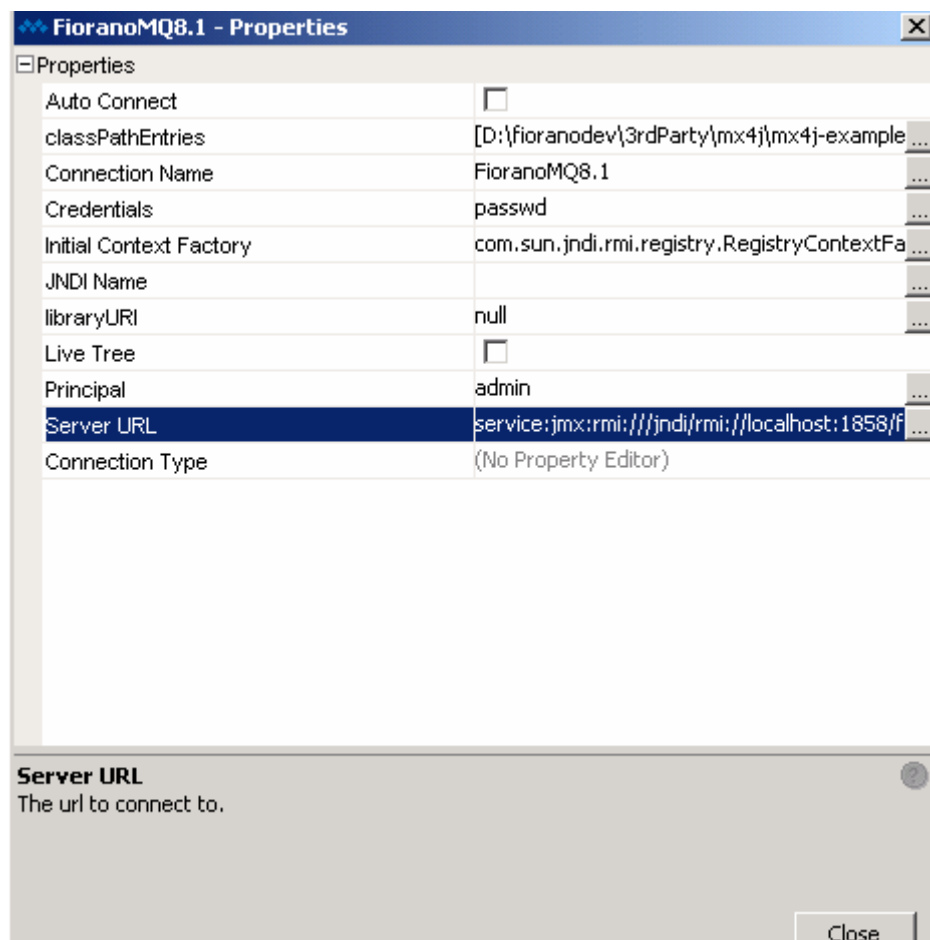 FioranoMQ8.1 - Properties
Properties
Auto Connect
classPathEntries [D:\fioranodev\3rdParty\mx4j\mx4j-example ...
Connection Name FioranoMQ8.1 ...
Credentials passwd ...
Initial Context Factory com.sun.jndi.rmi.registry.RegistryContextFa ...
JNDI Name ...
libraryURI null ...
Live Tree
Principal admin ...
Server URL service:jmx:rmi:///jndi/rmi://localhost:1858/f ...
Connection Type (No Property Editor)
Server URL ?
The url to connect to.
Close